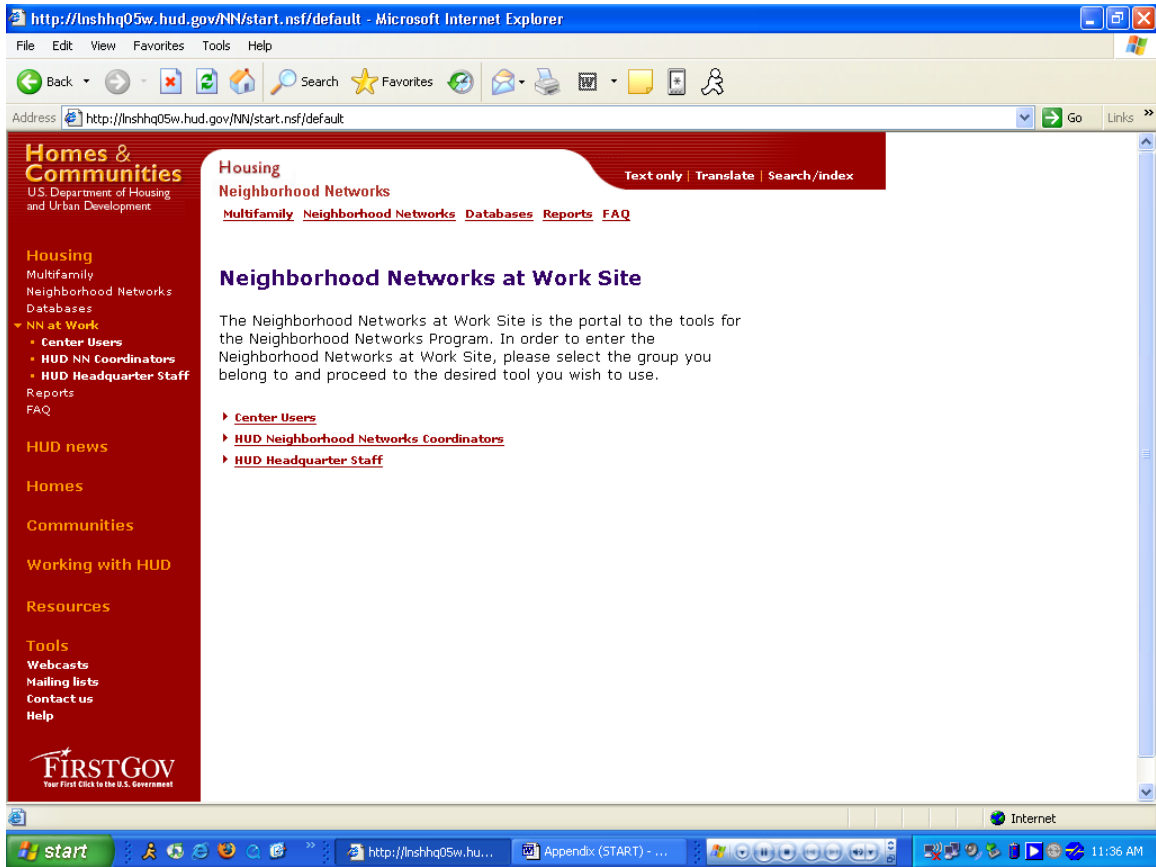 http://lnshhq05w.hud.gov/NN/start.nsf/default - Microsoft Internet Explorer
File Edit View Favorites Tools Help
Back Search Favorites
Address http://lnshhq05w.hud.gov/NN/start.nsf/default Go Links »
Homes &
Communities
U.S. Department of Housing
and Urban Development
Housing
Neighborhood Networks
Text only | Translate | Search/index
Multifamily Neighborhood Networks Databases Reports FAQ
Housing
Multifamily
Neighborhood Networks
Databases
NN at Work
Center Users
HUD NN Coordinators
HUD Headquarter Staff
Reports
FAQ
HUD news
Homes
Communities
Working with HUD
Resources
Tools
Webcasts
Mailing lists
Contact us
Help
FIRSTGOV
Your First Click to the U.S. Government
Neighborhood Networks at Work Site
The Neighborhood Networks at Work Site is the portal to the tools for
the Neighborhood Networks Program. In order to enter the
Neighborhood Networks at Work Site, please select the group you
belong to and proceed to the desired tool you wish to use.
Center Users
HUD Neighborhood Networks Coordinators
HUD Headquarter Staff
Internet
start » http://lnshhq05w.hu... Appendix (START) - ... 11:36 AM